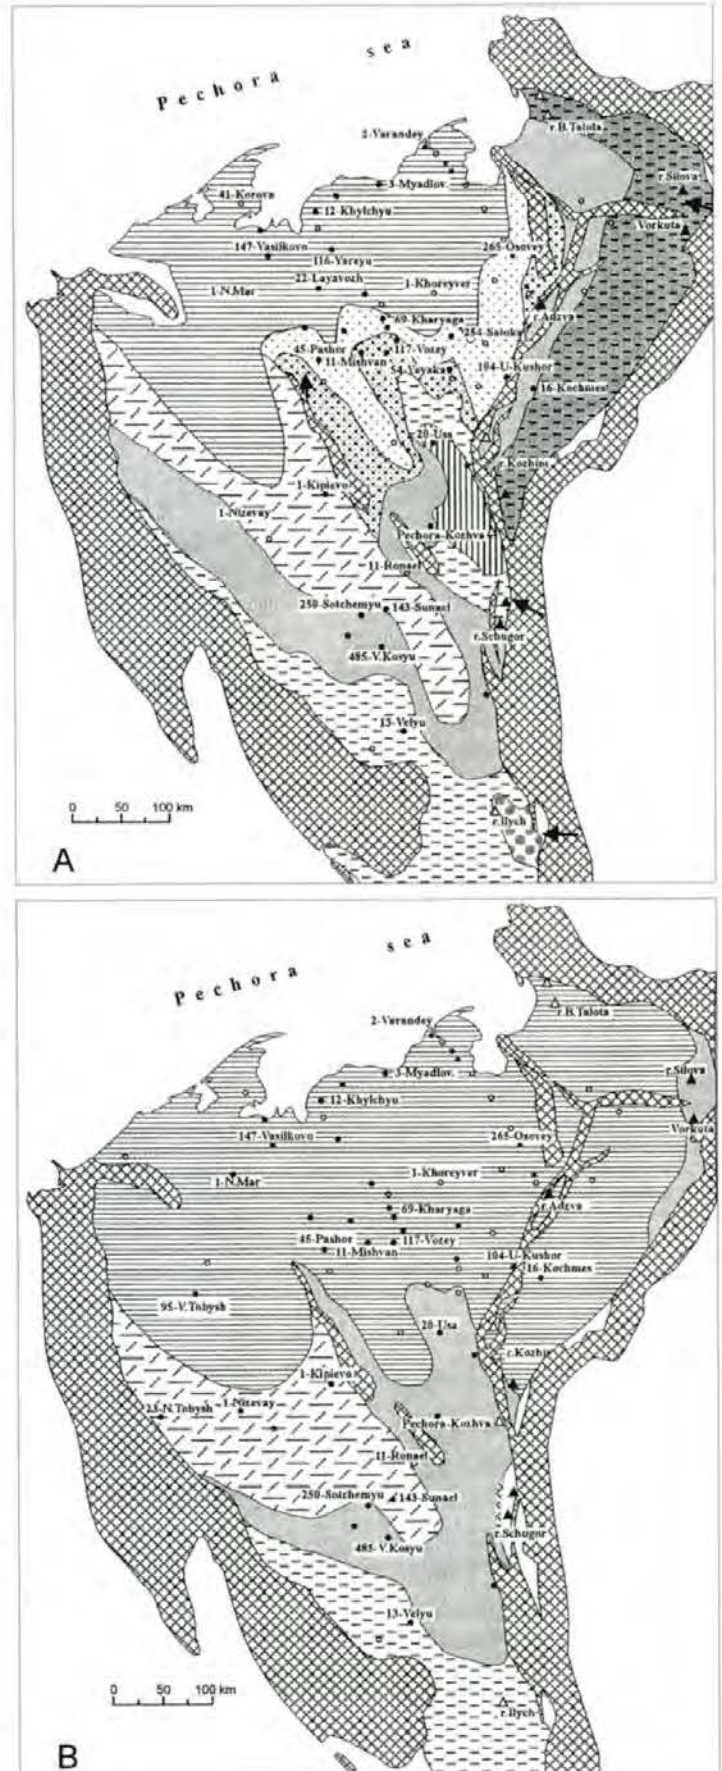 Pechora sea
2-Varandey
r.B.Talota
r.Silova
3-Myadlov.
41-Korova
12-Khylchyu
Vorkuta
147-Vasilkovo
265-Osovey
116-Yareyu
22-Layavozh
1-Khoreyver
1-N.Mar
r.Adzva
69-Kharyaga
254-Saloka
45-Pashor
117-Vozey
11-Mishvan
54-Yayaka
104-U-Kushor
16-Kochmes
20-Usa
r.Kozhim
1-Kipievo
1-Nizevay
Pechora-Kozhva
11-Ronael
250-Sotchemyu
143-Sunael
r.Schugor
485-V.Kosyu
13-Velyu
0 50 100 km
r.Ilych
A
Pechora sea
r.B.Talota
2-Varandey
r.Silova
3-Myadlov.
12-Khylchyu
Vorkuta
147-Vasilkovo
265-Osovey
1-Khoreyver
1-N.Mar
r.Adzva
69-Kharyaga
45-Pashor
117-Vozey
11-Mishvan
104-U-Kushor
16-Kochmes
95-V.Tobysh
20-Usa
r.Kozhim
1-Kipievo
23-N.Tobysh
1-Nizevay
Pechora-Kozhva
11-Ronael
250-Sotchemyu
143-Sunael
r.Schugor
485-V.Kosyu
13-Velyu
0 50 100 km
r.Ilych
B